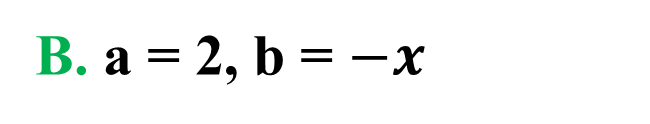 B. a = 2, b = −x